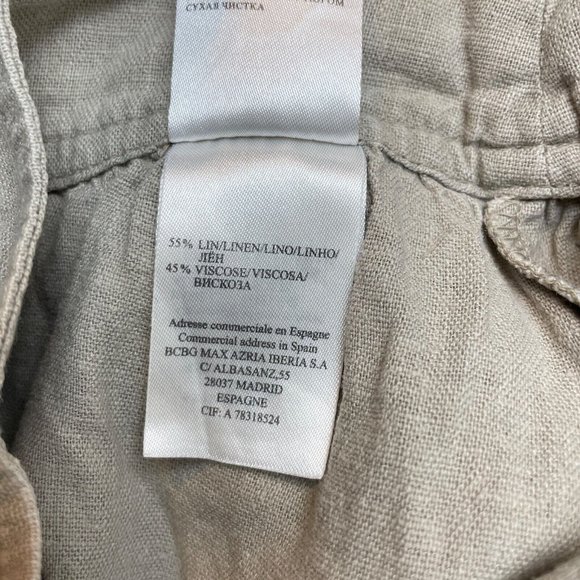 СУХАЯ ЧИСТКА
55% LIN/LINEN/LINO/LINHO/
ЛЁН
45% VISCOSE/VISCOSA/
ВИСКОЗА
Adresse commerciale en Espagne
Commercial address in Spain
BCBG MAX AZRIA IBERIA S.A
C/ ALBASANZ,55
28037 MADRID
ESPAGNE
CIF: A 78318524